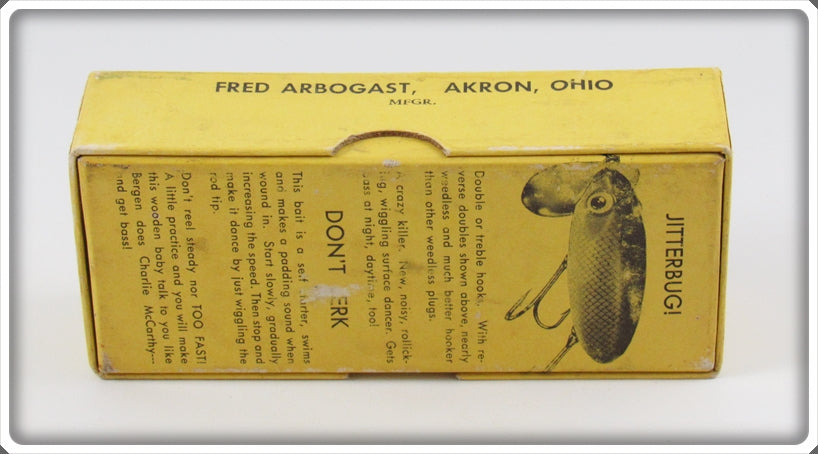 FRED ARBOGAST, AKRON, OHIO
MFGR.
JITTERBUG!
Double or treble hooks. With re-
verse doubles shown above, nearly
weedless and much better hooker
than other weedless plugs.
A crazy killer. New, noisy, rollick-
ing, wiggling surface dancer. Gets
bass at night, daytime, too!
DON'T JERK
This bait is a self starter, swims
and makes a padding sound when
wound in. Start slowly, gradually
increasing the speed. Then stop and
make it dance by just wiggling the
rod tip.
Don't reel steady nor TOO FAST!
A little practice and you will make
this wooden baby talk to you like
Bergen does Charlie McCarthy---
and get bass!